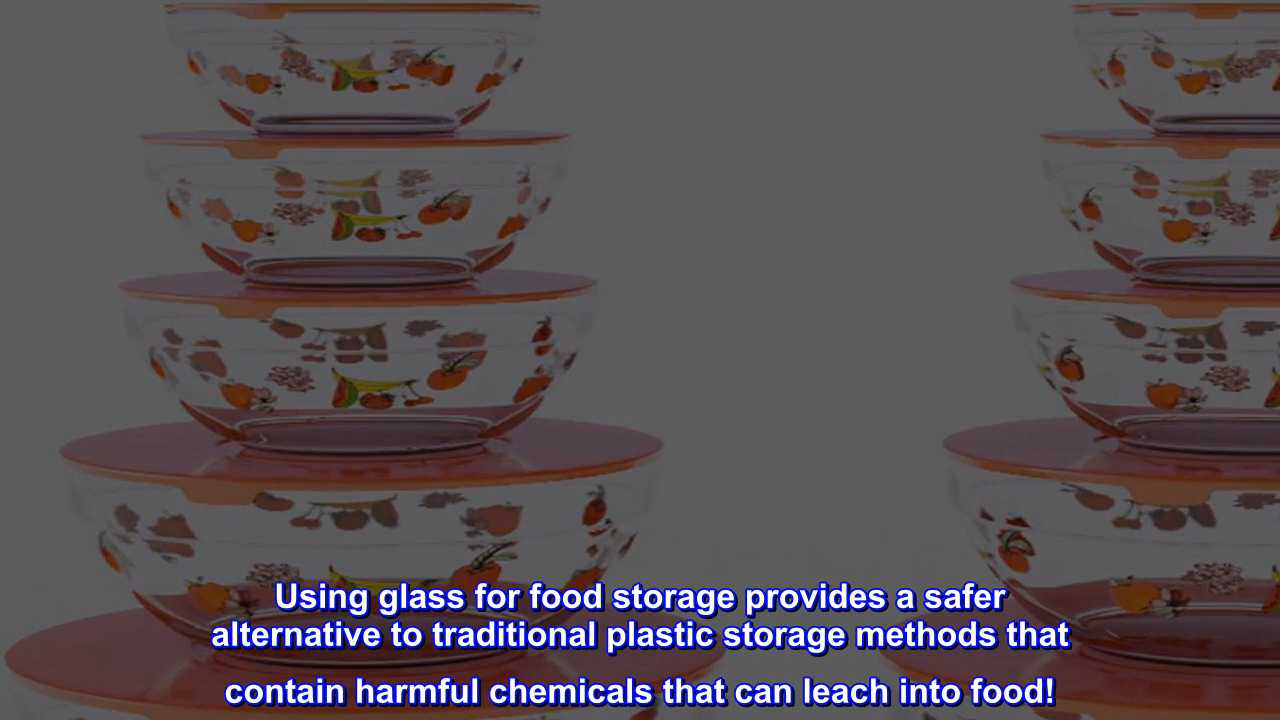 Using glass for food storage provides a safer
alternative to traditional plastic storage methods that
contain harmful chemicals that can leach into food!